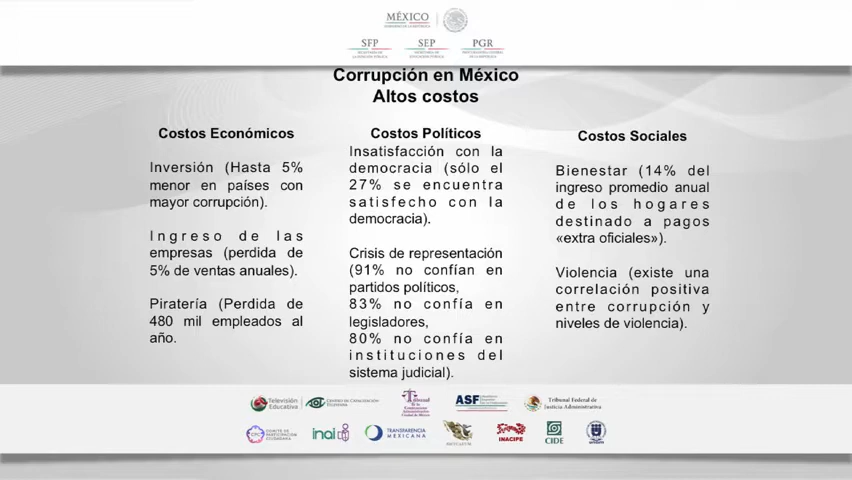 MÉXICO
SFP SEP PGR
Corrupción en México
Altos costos
Costos Económicos
Inversión (Hasta 5%
menor en países con
mayor corrupción).
Ingreso de las
empresas (perdida de
5% de ventas anuales).
Piratería (Perdida de
480 mil empleados al
año.
Costos Políticos
Insatisfacción con la
democracia (sólo el
27% se encuentra
satisfecho con la
democracia).
Crisis de representación
(91% no confían en
partidos políticos,
83% no confía en
legisladores,
80% no confía en
instituciones del
sistema judicial).
Costos Sociales
Bienestar (14% del
ingreso promedio anual
de los hogares
destinado a pagos
«extra oficiales»).
Violencia (existe una
correlación positiva
entre corrupción y
niveles de violencia).
Televisión
Educativa
ASF
Tribunal Federal de
Justicia Administrativa
inai
TRANSPARENCIA
MEXICANA
INACIPE
CIDE